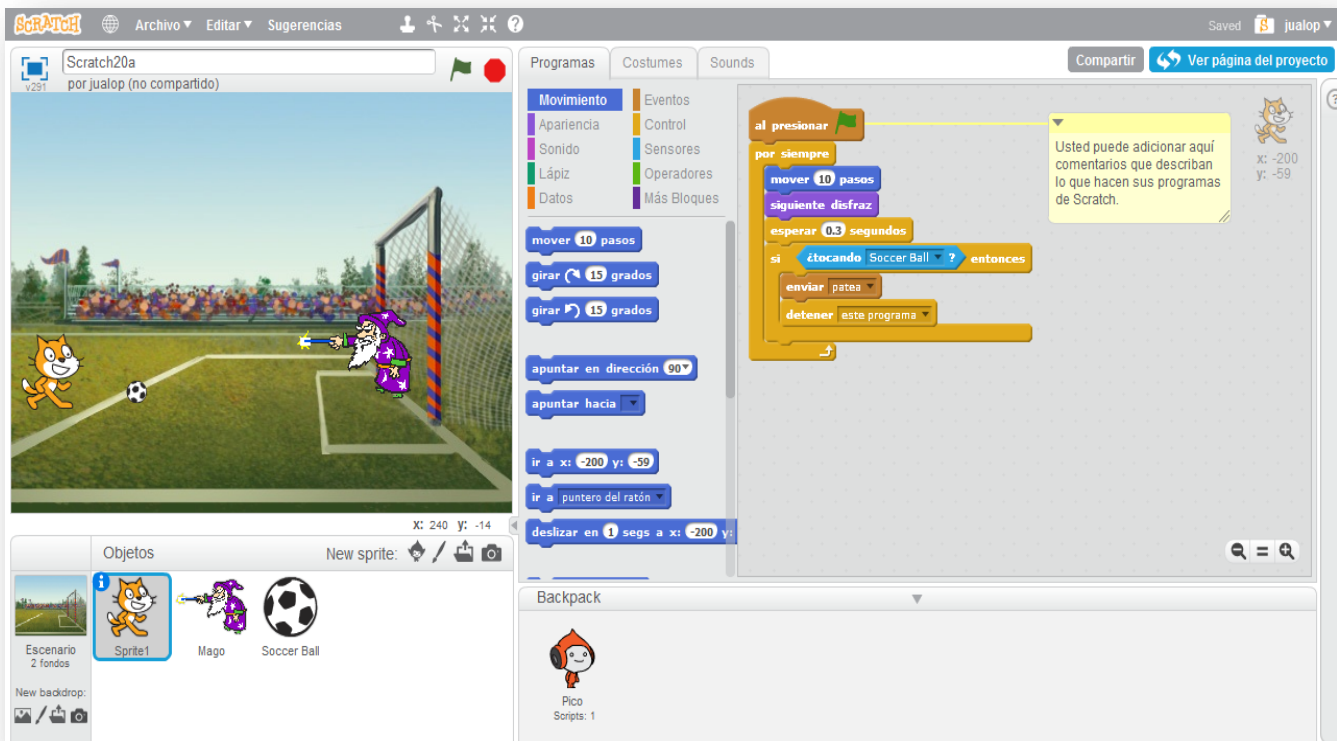 SCRATCH Archivo▼ Editar▼ Sugerencias Saved S jualop▼
Scratch20a
v291 por jualop (no compartido)
Programas Costumes Sounds
Compartir Ver página del proyecto
Movimiento Eventos
Apariencia Control
Sonido Sensores
Lápiz Operadores
Datos Más Bloques
mover 10 pasos
girar 15 grados
girar 15 grados
apuntar en dirección 90▼
apuntar hacia
ir a x: -200 y: -59
ir a puntero del ratón
deslizar en 1 segs a x: -200 y:
al presionar
por siempre
mover 10 pasos
siguiente disfraz
esperar 0.3 segundos
si ¿tocando Soccer Ball ? entonces
enviar patea
detener este programa
Usted puede adicionar aquí
comentarios que describan
lo que hacen sus programas
de Scratch.
x: -200
y: -59
X: 240 y: -14
Objetos New sprite:
Escenario
2 fondos
New backdrop:
Sprite1 Mago Soccer Ball
Backpack
Pico
Scripts: 1